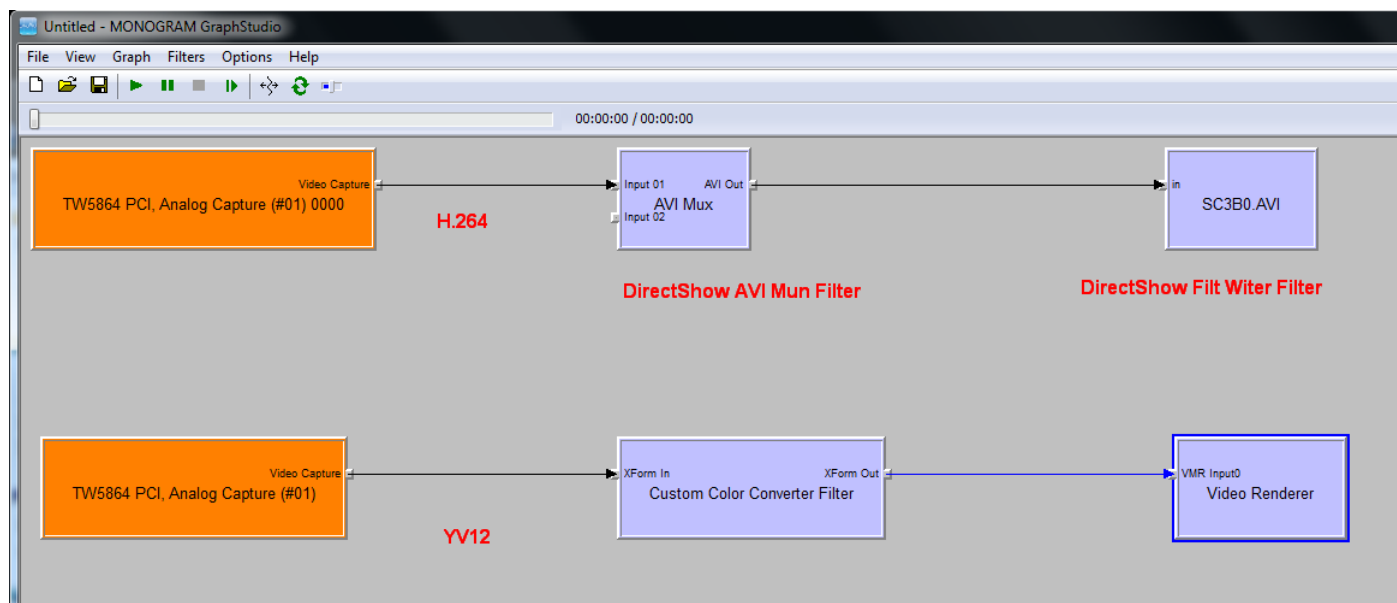 Untitled - MONOGRAM GraphStudio
File View Graph Filters Options Help
00:00:00 / 00:00:00
Video Capture
TW5864 PCI, Analog Capture (#01) 0000
H.264
Input 01 AVI Out
AVI Mux
Input 02
in
SC3B0.AVI
DirectShow AVI Mun Filter
DirectShow Filt Witer Filter
Video Capture
TW5864 PCI, Analog Capture (#01)
YV12
XForm In XForm Out
Custom Color Converter Filter
VMR Input0
Video Renderer